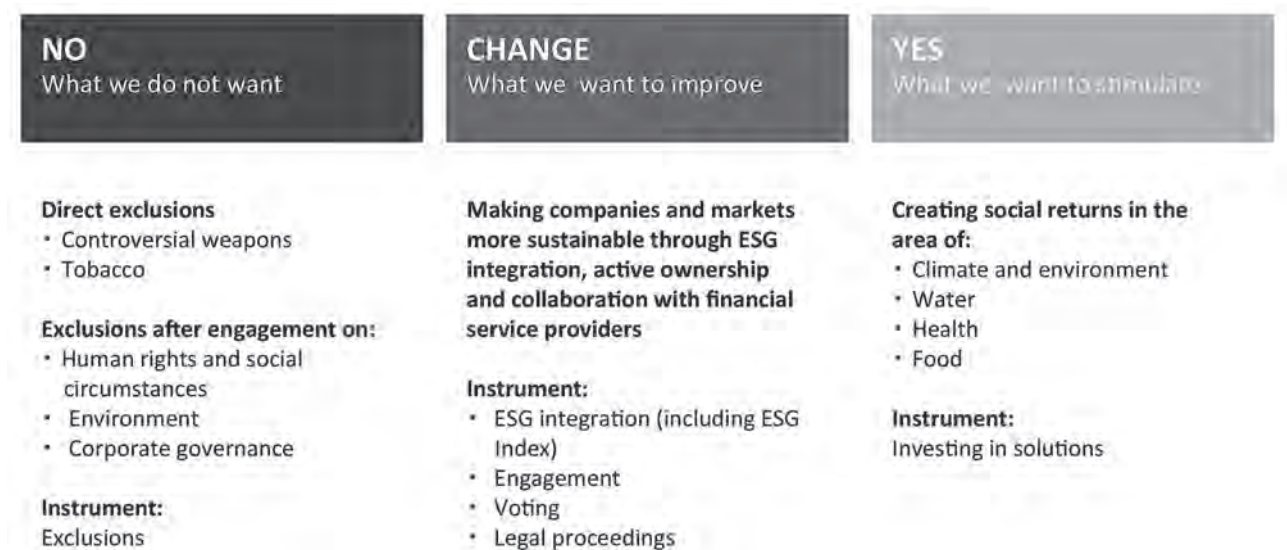 NO
What we do not want
Direct exclusions
• Controversial weapons
• Tobacco
Exclusions after engagement on:
• Human rights and social
circumstances
• Environment
• Corporate governance
Instrument:
Exclusions
CHANGE
What we want to improve
Making companies and markets
more sustainable through ESG
integration, active ownership
and collaboration with financial
service providers
Instrument:
• ESG integration (including ESG
Index)
• Engagement
• Voting
• Legal proceedings
YES
What we want to stimulate
Creating social returns in the
area of:
• Climate and environment
• Water
• Health
• Food
Instrument:
Investing in solutions